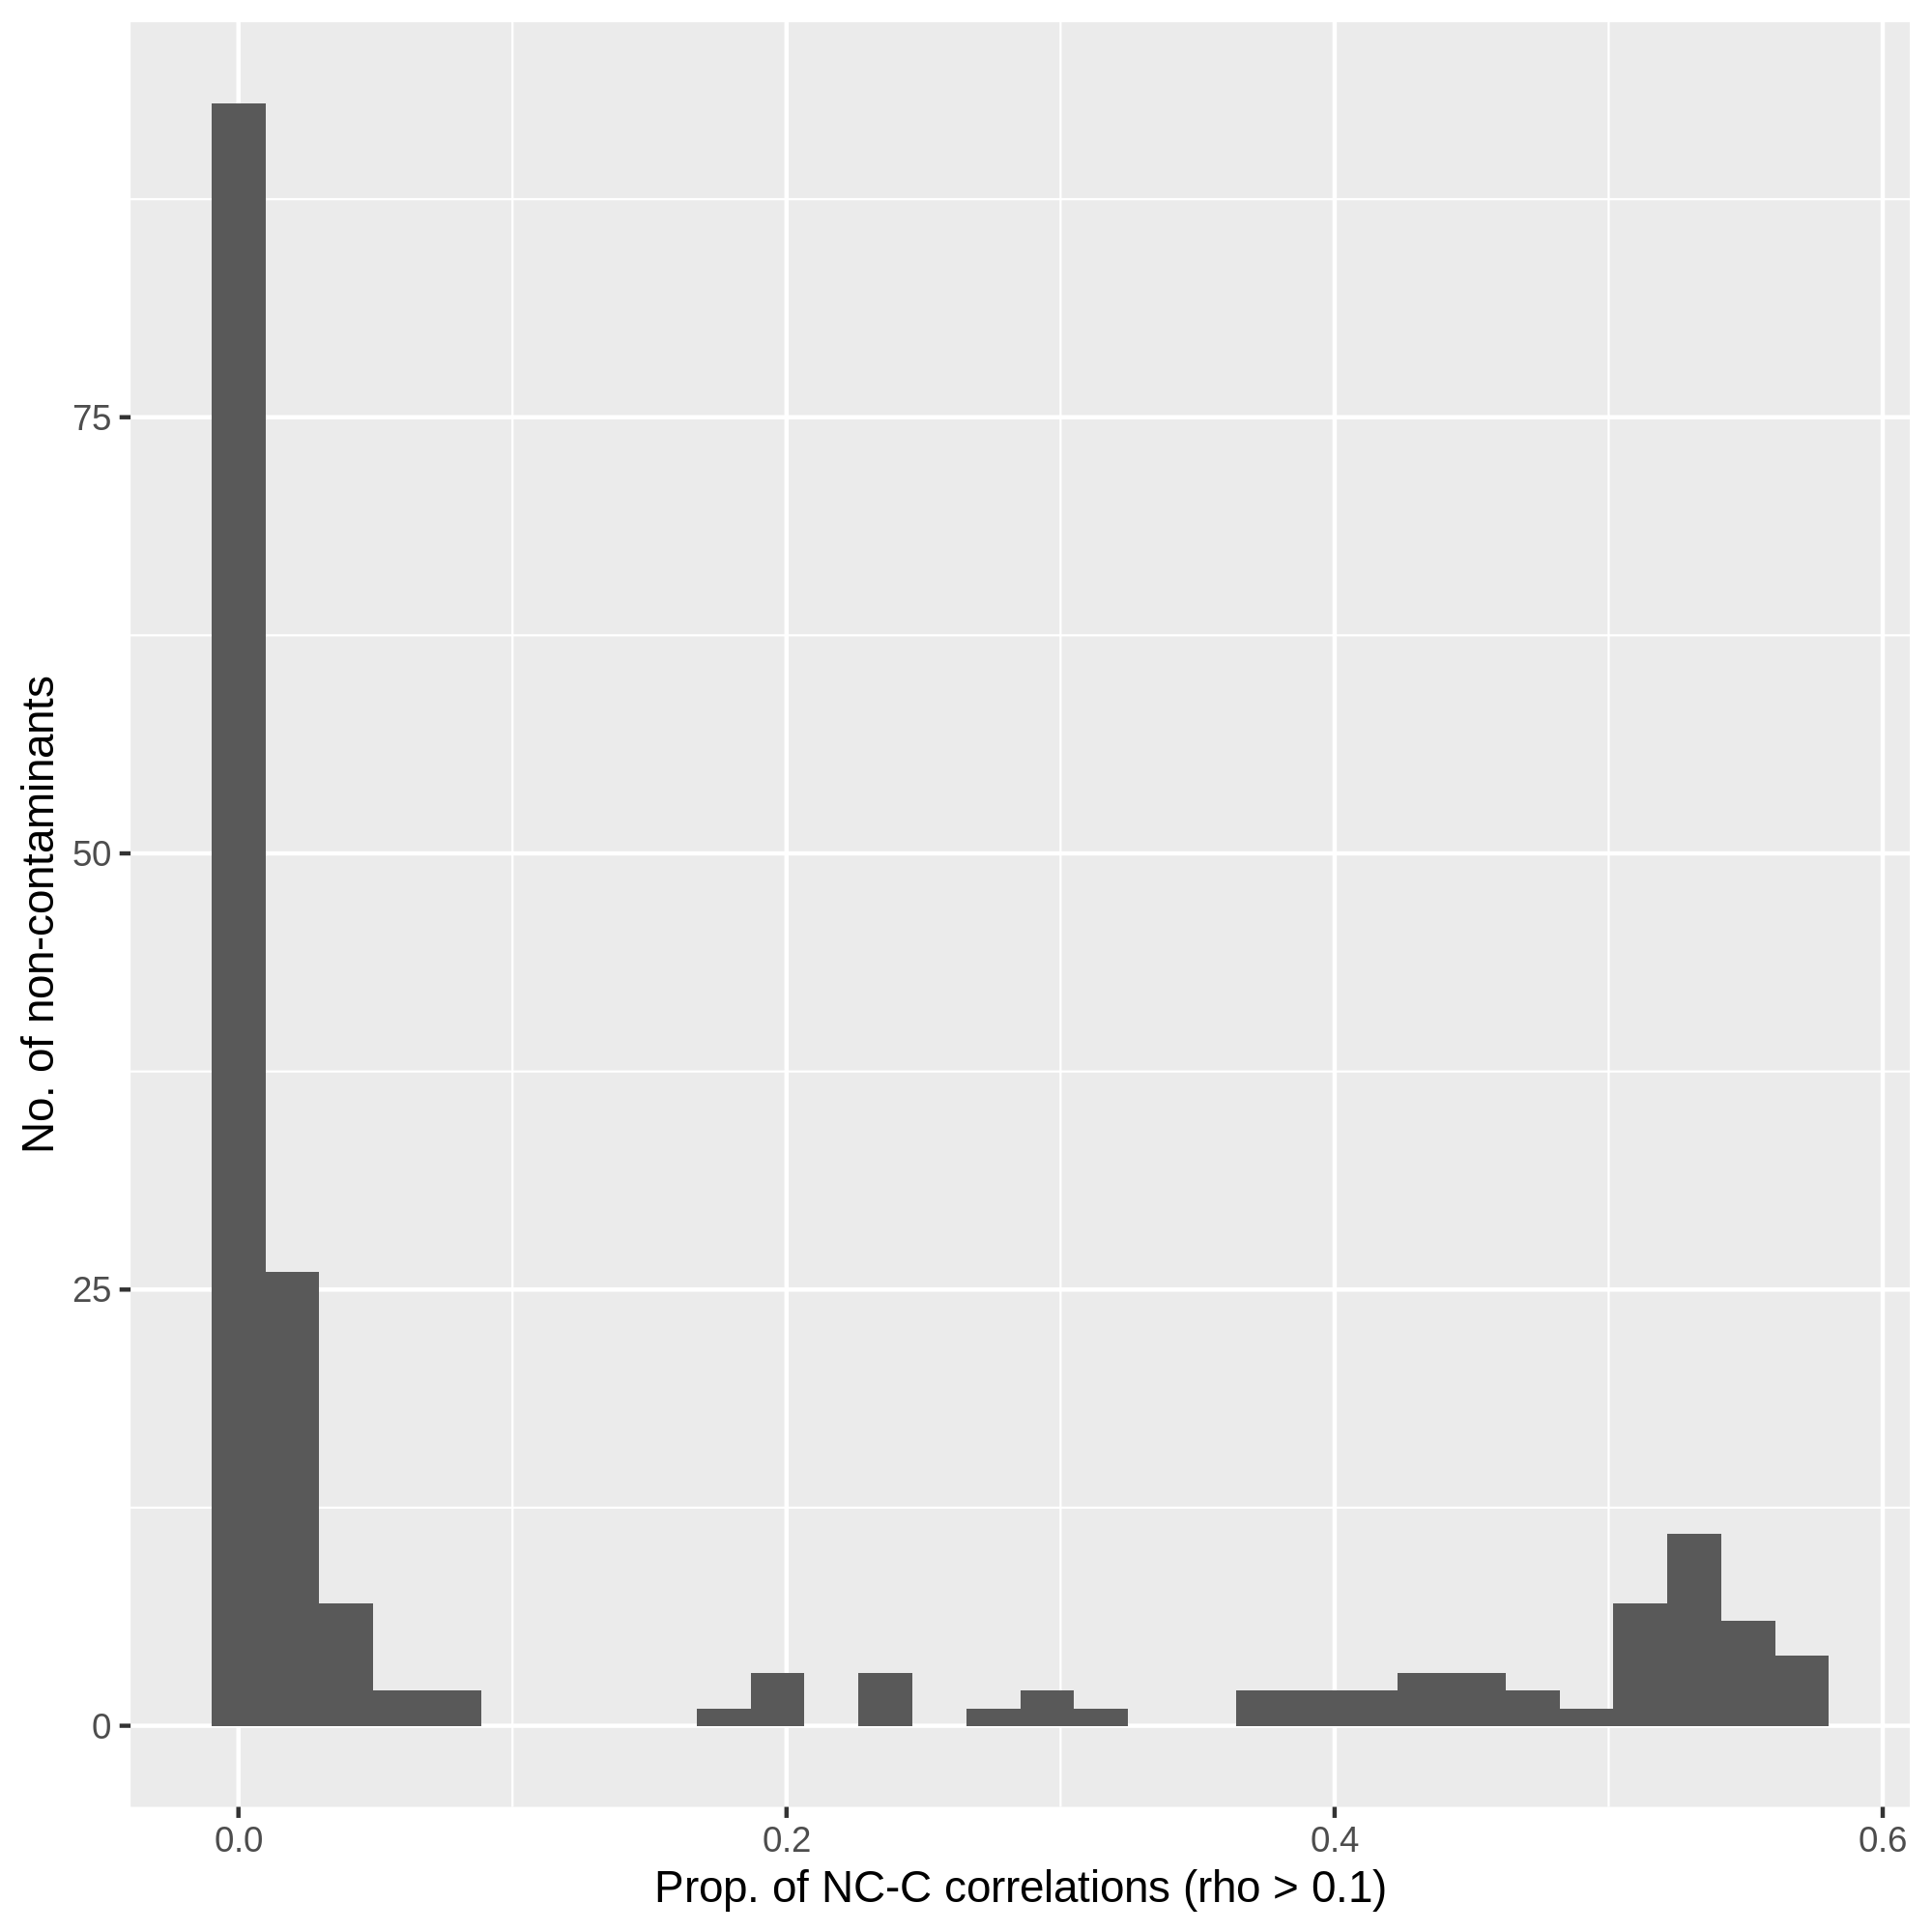 No. of non-contaminants
75
50
25
0
0.0 0.2 0.4 0.6
Prop. of NC-C correlations (rho > 0.1)